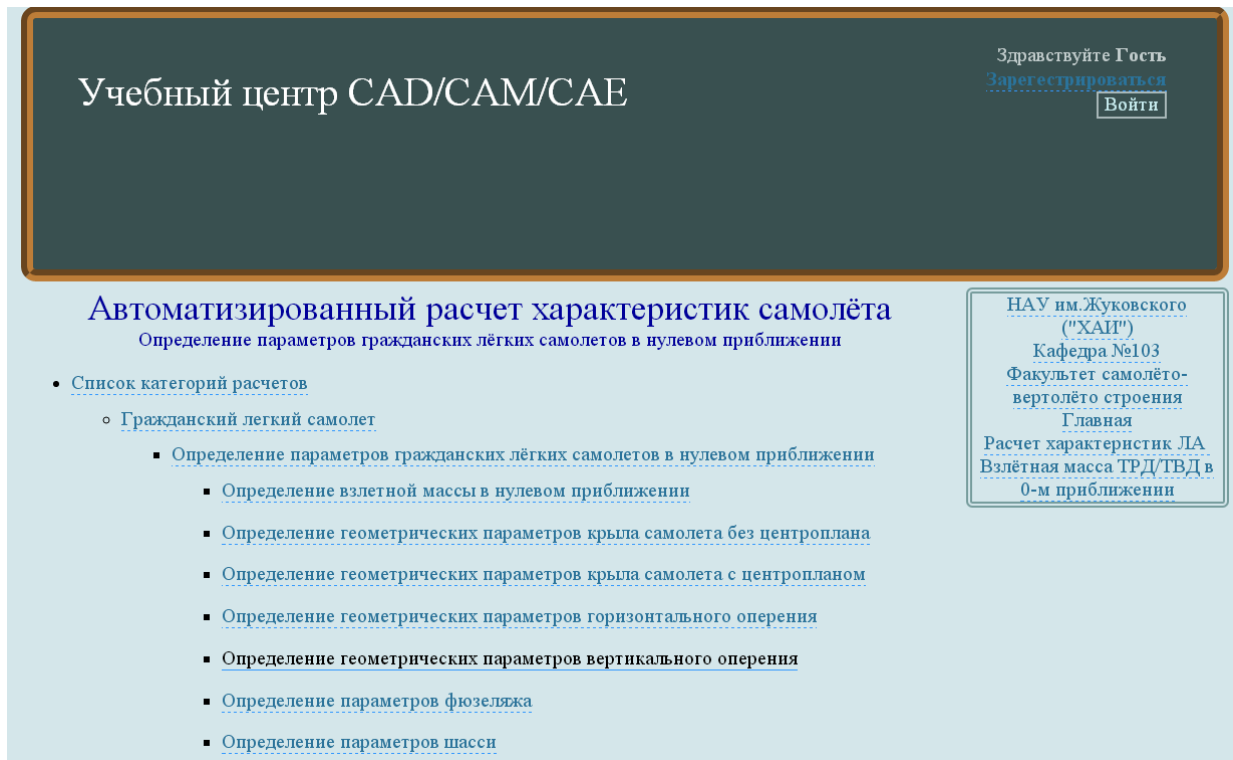 Учебный центр CAD/CAM/CAE
Здравствуйте Гость
Зарегестрироваться
Войти
Автоматизированный расчет характеристик самолёта
Определение параметров гражданских лёгких самолетов в нулевом приближении
Список категорий расчетов
Гражданский легкий самолет
Определение параметров гражданских лёгких самолетов в нулевом приближении
Определение взлетной массы в нулевом приближении
Определение геометрических параметров крыла самолета без центроплана
Определение геометрических параметров крыла самолета с центропланом
Определение геометрических параметров горизонтального оперения
Определение геометрических параметров вертикального оперения
Определение параметров фюзеляжа
Определение параметров шасси
НАУ им.Жуковского
("ХАИ")
Кафедра №103
Факультет самолёто-
вертолёто строения
Главная
Расчет характеристик ЛА
Взлётная масса ТРД/ТВД в
0-м приближении